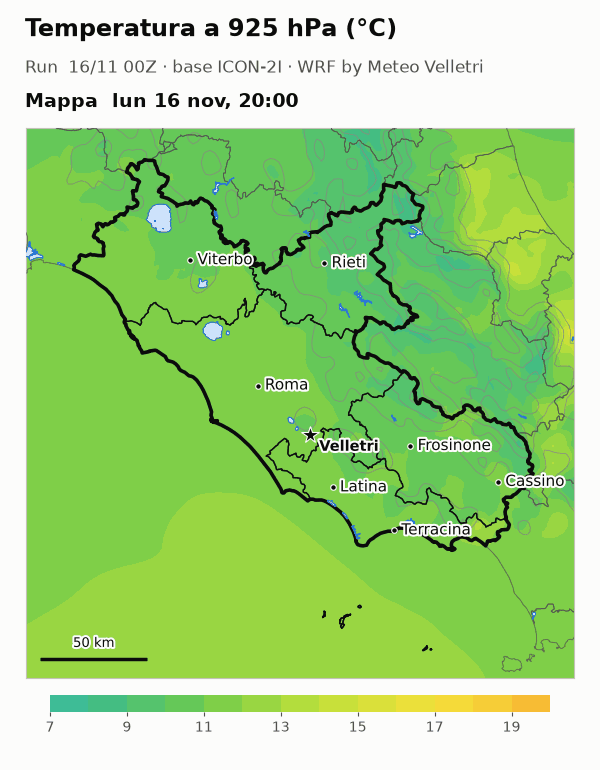 Temperatura a 925 hPa (°C)
Run  16/11 00Z · base ICON-2I · WRF by Meteo Velletri
Mappa  lun 16 nov, 20:00
Viterbo
Rieti
Roma
Velletri
Frosinone
Latina
Cassino
Terracina
50 km
7 9 11 13 15 17 19